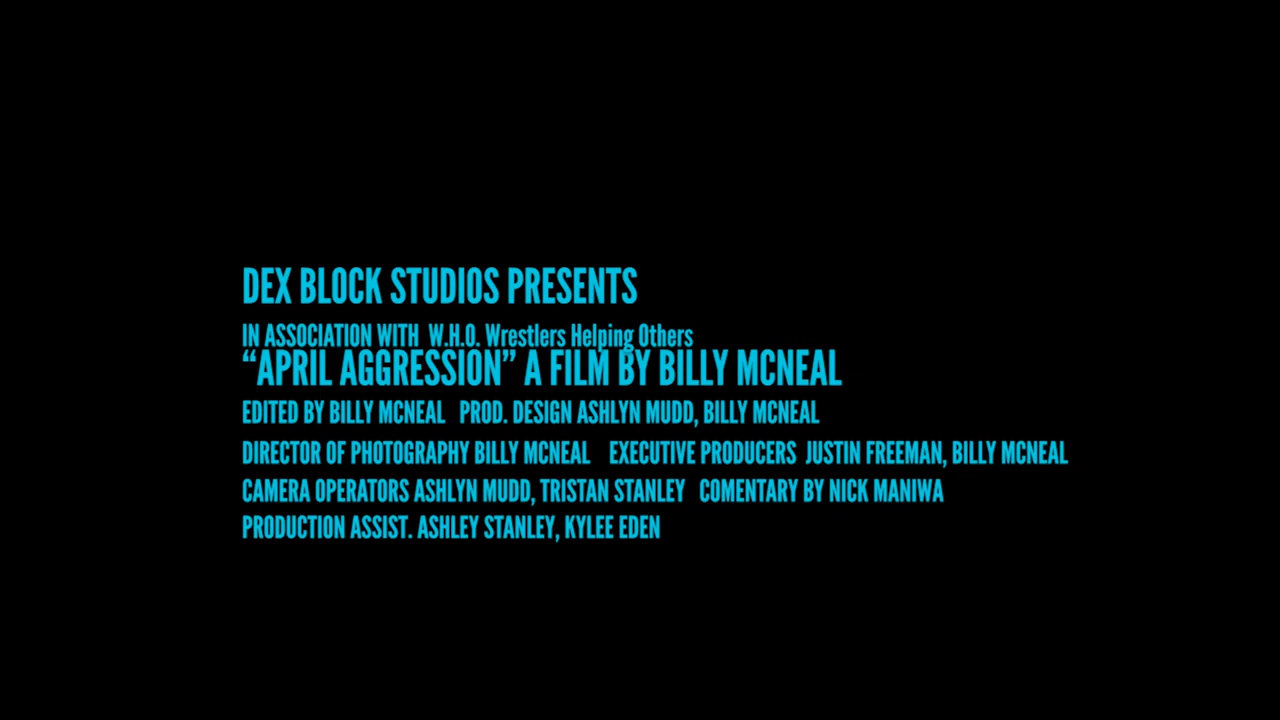 DEX BLOCK STUDIOS PRESENTS
IN ASSOCIATION WITH  W.H.O. Wrestlers Helping Others
“APRIL AGGRESSION” A FILM BY BILLY MCNEAL
EDITED BY BILLY MCNEAL   PROD. DESIGN ASHLYN MUDD, BILLY MCNEAL
DIRECTOR OF PHOTOGRAPHY BILLY MCNEAL   EXECUTIVE PRODUCERS  JUSTIN FREEMAN, BILLY MCNEAL
CAMERA OPERATORS ASHLYN MUDD, TRISTAN STANLEY   COMENTARY BY NICK MANIWA
PRODUCTION ASSIST. ASHLEY STANLEY, KYLEE EDEN